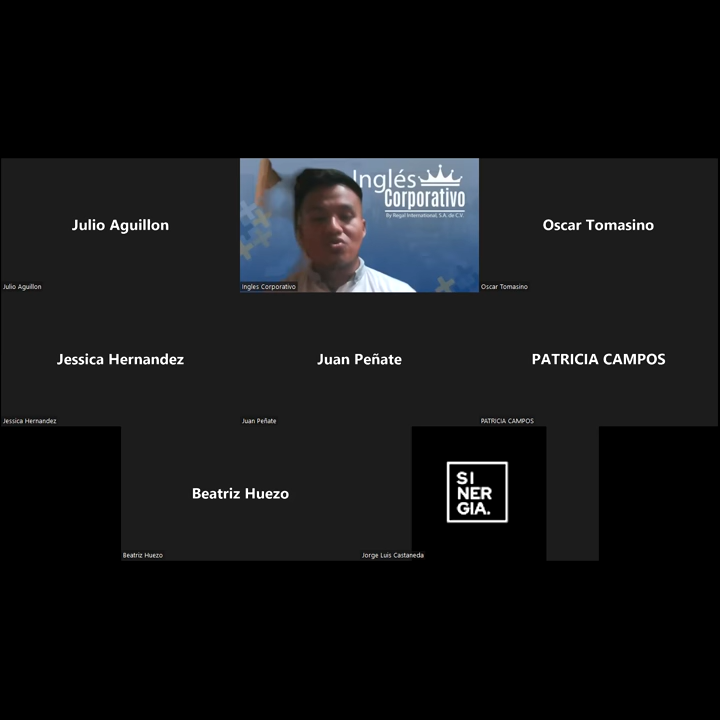 Julio Aguillon
Julio Aguillon
Inglés
Corporativo
By Regal International, S.A. de C.V.
Ingles Corporativo
Oscar Tomasino
Oscar Tomasino
Jessica Hernandez
Jessica Hernandez
Juan Peñate
Juan Peñate
PATRICIA CAMPOS
PATRICIA CAMPOS
Beatriz Huezo
Beatriz Huezo
SI
NER
GIA.
Jorge Luis Castaneda